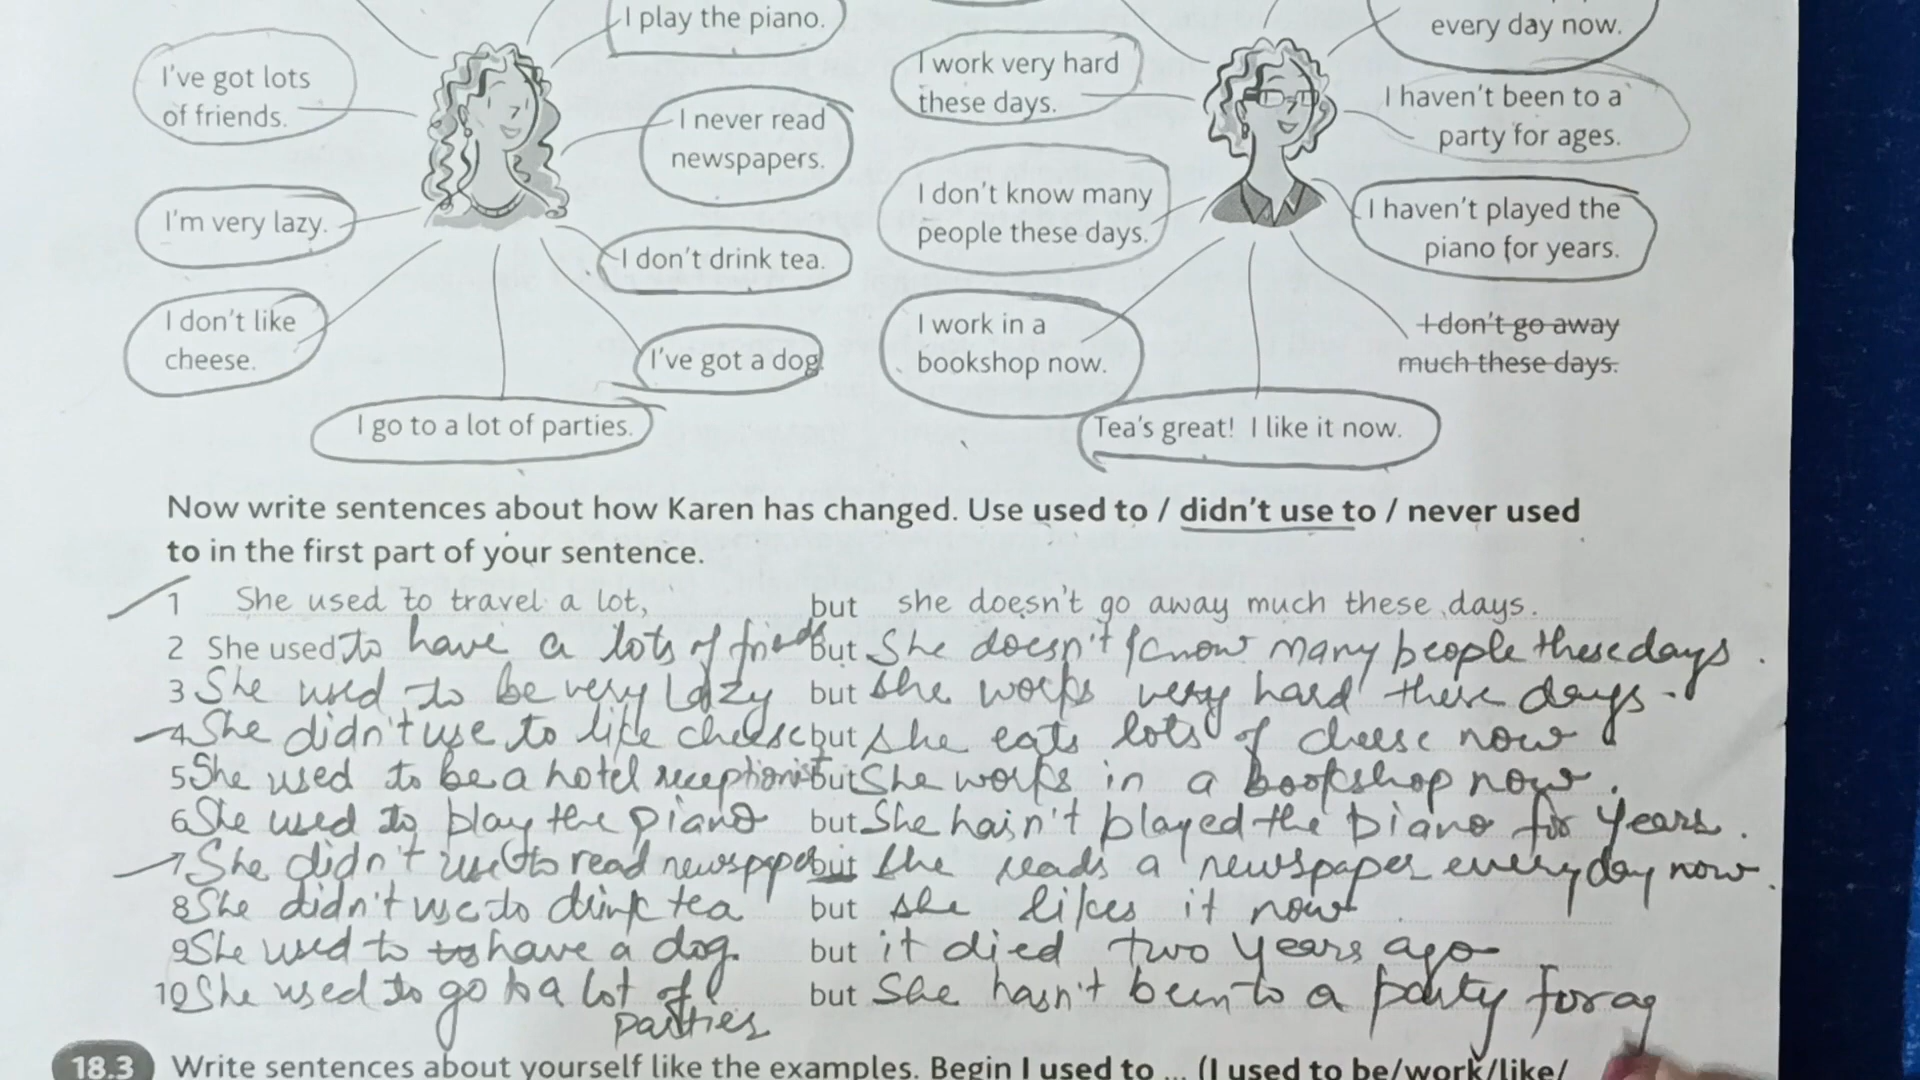 I play the piano.
every day now.
I've got lots
of friends.
I work very hard
these days.
I haven't been to a
party for ages.
I never read
newspapers.
I don't know many
people these days.
I'm very lazy.
I haven't played the
piano for years.
I don't drink tea.
I don't like
cheese.
I work in a
bookshop now.
I don't go away
much these days.
I've got a dog.
I go to a lot of parties.
Tea's great! I like it now.
Now write sentences about how Karen has changed. Use used to / didn't use to / never used
to in the first part of your sentence.
1 She used to travel a lot, but she doesn't go away much these days.
2 She used to have a lots of friends but She doesn't know many people these days.
3 She used to be very lazy but she works very hard these days.
4 She didn't use to like cheese but she eats lots of cheese now
5 She used to be a hotel receptionist but She works in a bookshop now.
6 She used to play the piano but She hasn't played the piano for years.
7 She didn't use to read newspaper but she reads a newspaper every day now.
8 She didn't use to drink tea but she likes it now.
9 She used to have a dog. but it died two years ago
10 She used to go to a lot of but She hasn't been to a party for ag
parties
18.3 Write sentences about yourself like the examples. Begin I used to ... (I used to be/work/like/